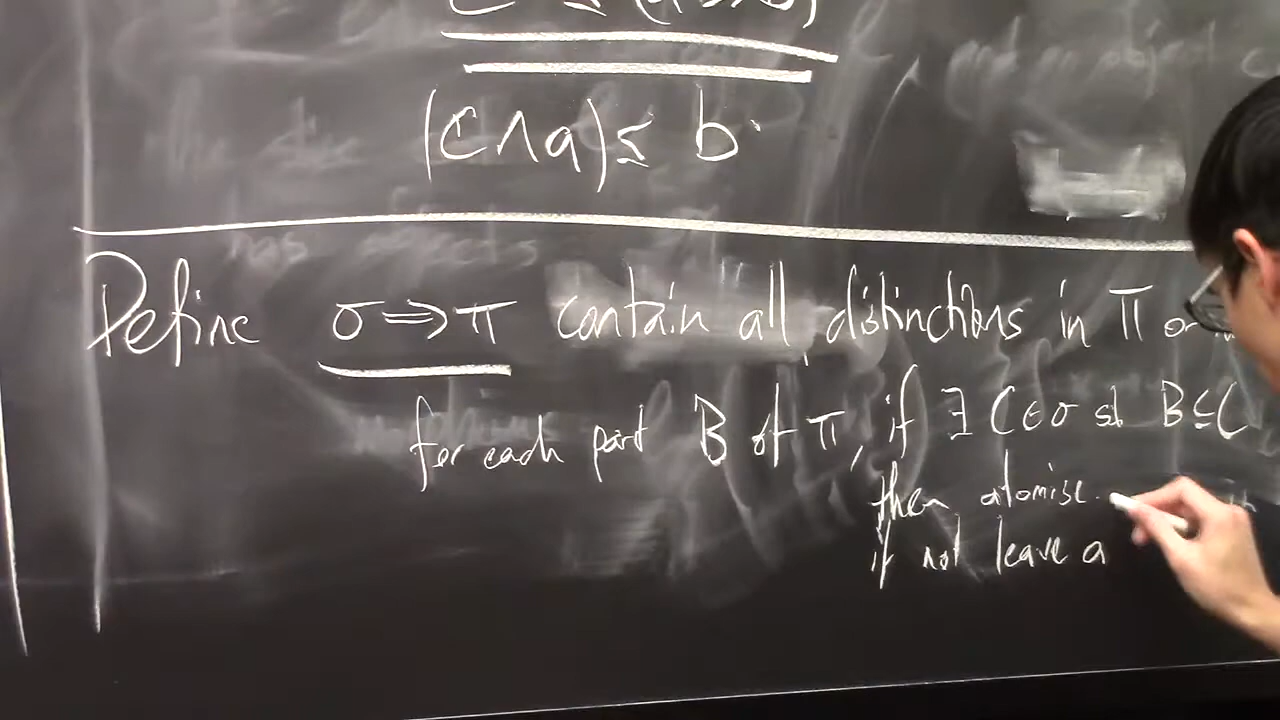 (C∧a) ≤ b
Define σ ⇒ π contain all distinctions in π or
for each part B of π, if ∃ C ∈ σ st B ⊆ C
then atomise.
if not leave a